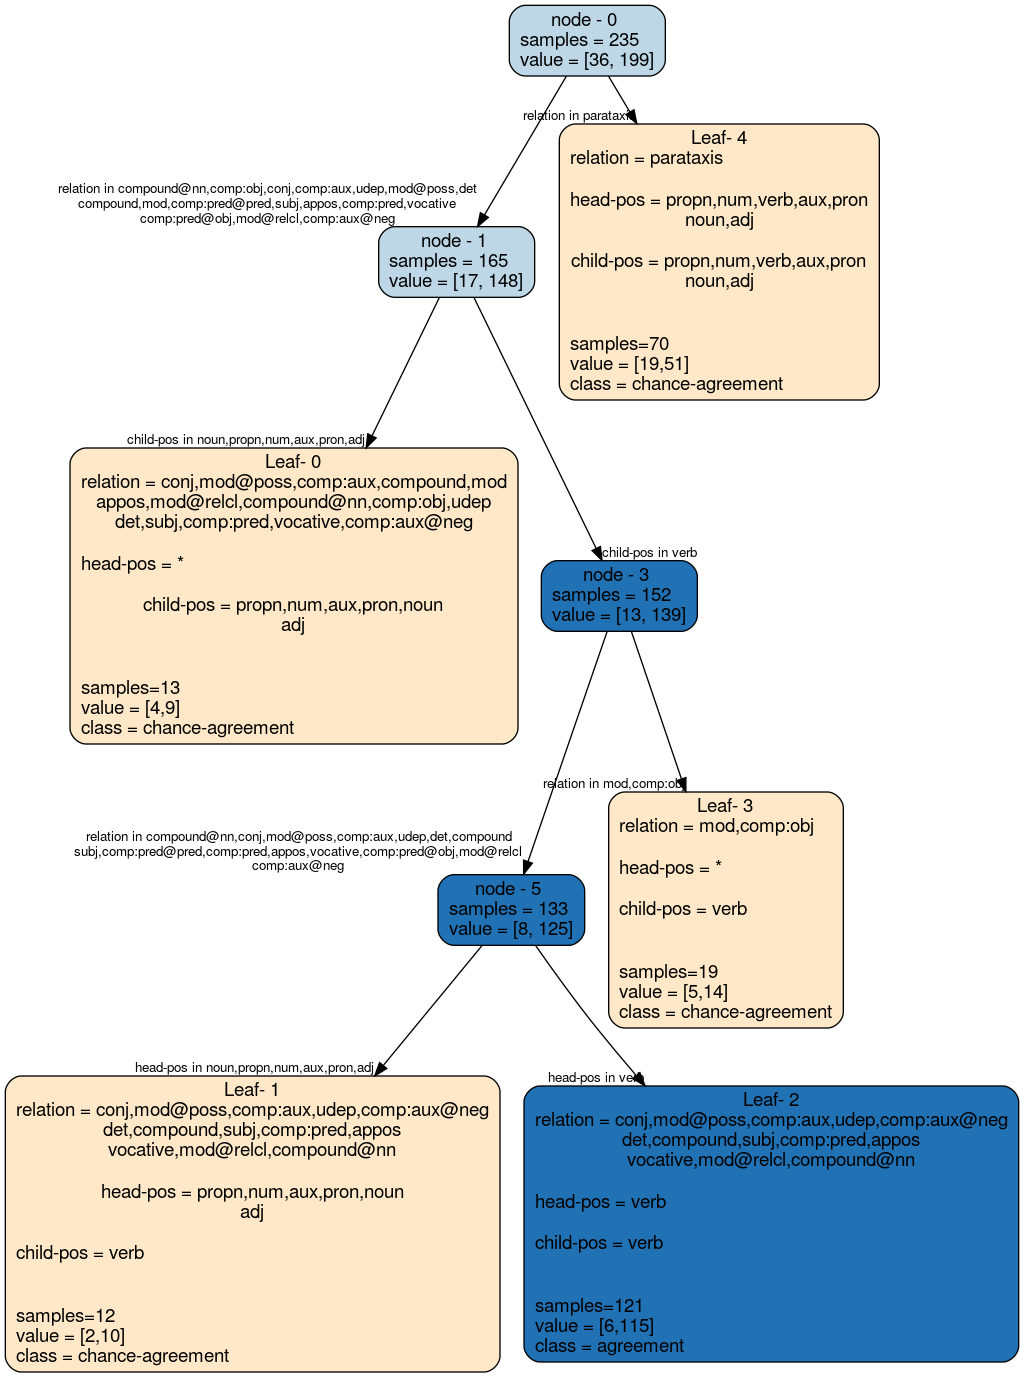 node - 0
samples = 235
value = [36, 199]
relation in parataxis
Leaf- 4
relation = parataxis
head-pos = propn,num,verb,aux,pron
noun,adj
child-pos = propn,num,verb,aux,pron
noun,adj
samples=70
value = [19,51]
class = chance-agreement
relation in compound@nn,comp:obj,conj,comp:aux,udep,mod@poss,det
compound,mod,comp:pred@pred,subj,appos,comp:pred,vocative
comp:pred@obj,mod@relcl,comp:aux@neg
node - 1
samples = 165
value = [17, 148]
child-pos in noun,propn,num,aux,pron,adj
Leaf- 0
relation = conj,mod@poss,comp:aux,compound,mod
appos,mod@relcl,compound@nn,comp:obj,udep
det,subj,comp:pred,vocative,comp:aux@neg
head-pos = *
child-pos = propn,num,aux,pron,noun
adj
samples=13
value = [4,9]
class = chance-agreement
child-pos in verb
node - 3
samples = 152
value = [13, 139]
relation in mod,comp:obj
Leaf- 3
relation = mod,comp:obj
head-pos = *
child-pos = verb
samples=19
value = [5,14]
class = chance-agreement
relation in compound@nn,conj,mod@poss,comp:aux,udep,det,compound
subj,comp:pred@pred,comp:pred,appos,vocative,comp:pred@obj,mod@relcl
comp:aux@neg
node - 5
samples = 133
value = [8, 125]
head-pos in noun,propn,num,aux,pron,adj
Leaf- 1
relation = conj,mod@poss,comp:aux,udep,comp:aux@neg
det,compound,subj,comp:pred,appos
vocative,mod@relcl,compound@nn
head-pos = propn,num,aux,pron,noun
adj
child-pos = verb
samples=12
value = [2,10]
class = chance-agreement
head-pos in verb
Leaf- 2
relation = conj,mod@poss,comp:aux,udep,comp:aux@neg
det,compound,subj,comp:pred,appos
vocative,mod@relcl,compound@nn
head-pos = verb
child-pos = verb
samples=121
value = [6,115]
class = agreement